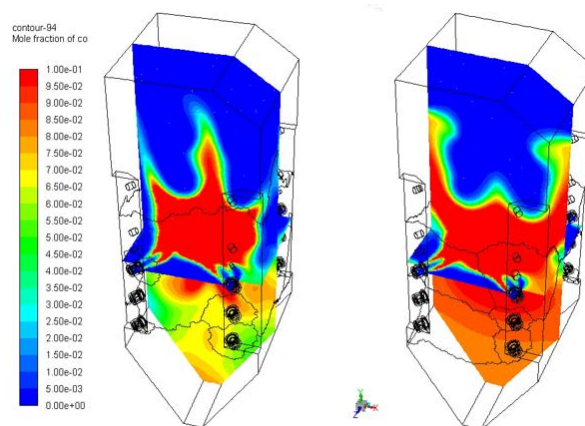 contour-94
Mole fraction of co
1.00e-01
9.50e-02
9.00e-02
8.50e-02
8.00e-02
7.50e-02
7.00e-02
6.50e-02
6.00e-02
5.50e-02
5.00e-02
4.50e-02
4.00e-02
3.50e-02
3.00e-02
2.50e-02
2.00e-02
1.50e-02
1.00e-02
5.00e-03
0.00e+00
Y
X
Z